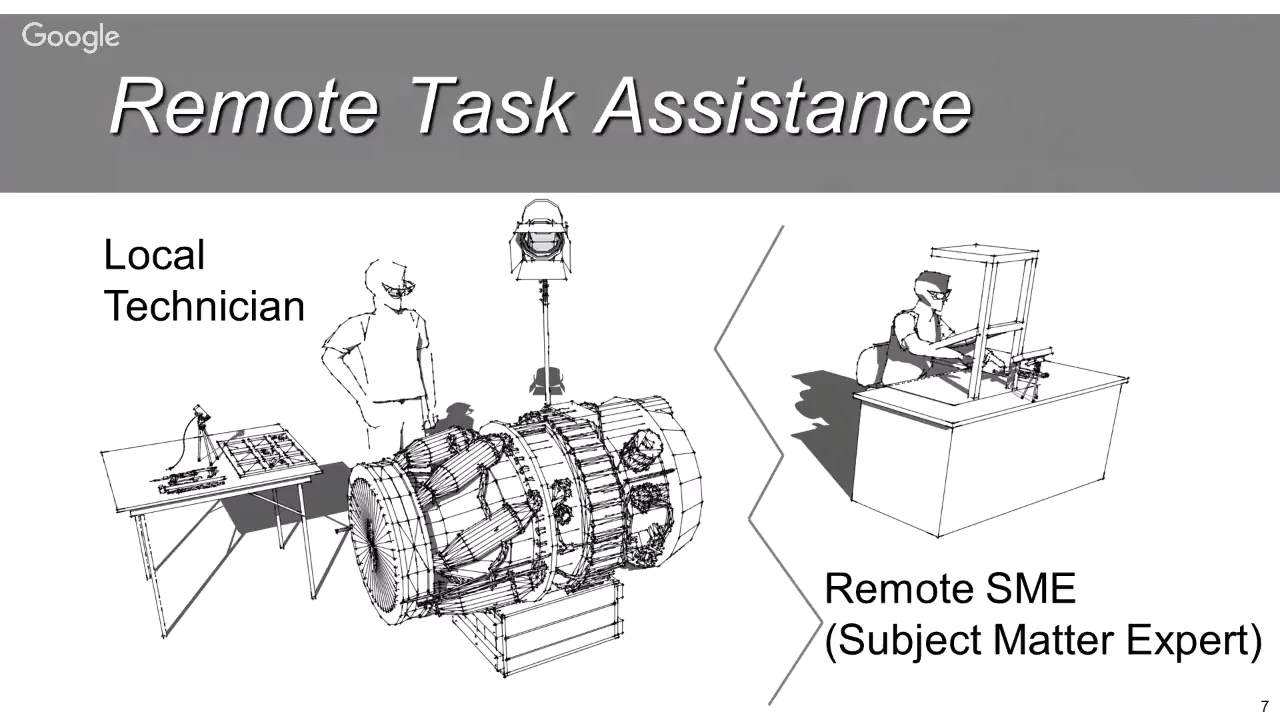 Google
Remote Task Assistance
Local
Technician
Remote SME
(Subject Matter Expert)
7